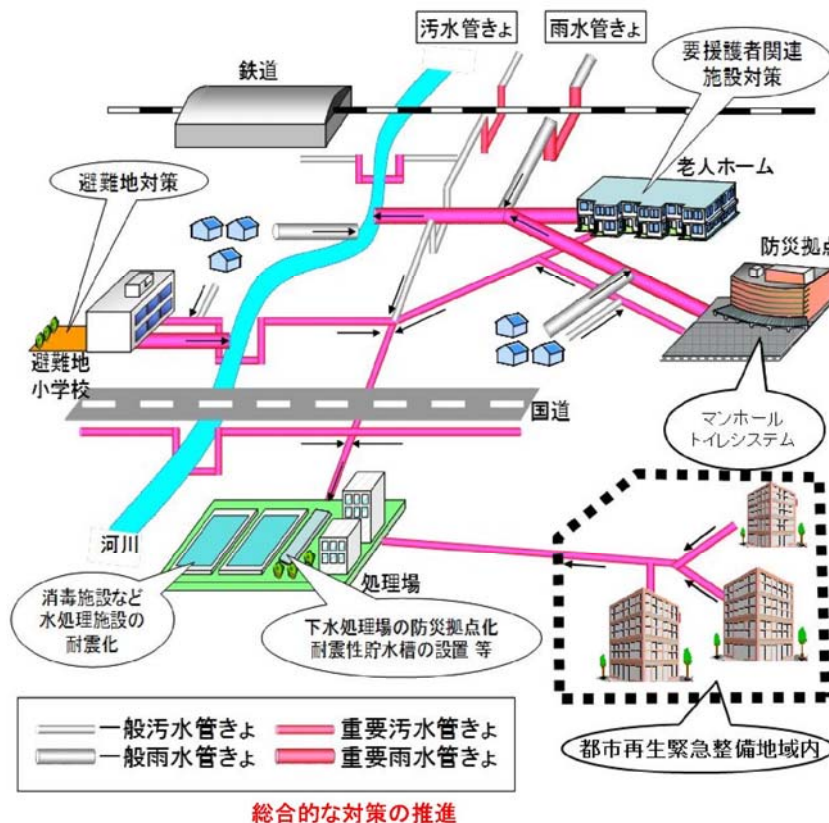 汚水管きょ
雨水管きょ
要援護者関連
施設対策
鉄道
避難地対策
老人ホーム
防災拠点
避難地
小学校
国道
マンホール
トイレシステム
河川
処理場
消毒施設など
水処理施設の
耐震化
下水処理場の防災拠点化
耐震性貯水槽の設置 等
都市再生緊急整備地域内
一般汚水管きょ
重要汚水管きょ
一般雨水管きょ
重要雨水管きょ
総合的な対策の推進